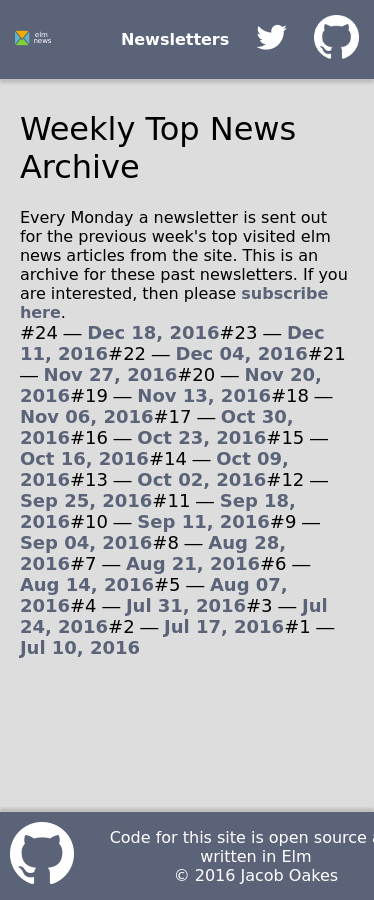 elm
news
Newsletters
Weekly Top News
Archive
Every Monday a newsletter is sent out
for the previous week's top visited elm
news articles from the site. This is an
archive for these past newsletters. If you
are interested, then please subscribe
here.
#24 — Dec 18, 2016#23 — Dec
11, 2016#22 — Dec 04, 2016#21
— Nov 27, 2016#20 — Nov 20,
2016#19 — Nov 13, 2016#18 —
Nov 06, 2016#17 — Oct 30,
2016#16 — Oct 23, 2016#15 —
Oct 16, 2016#14 — Oct 09,
2016#13 — Oct 02, 2016#12 —
Sep 25, 2016#11 — Sep 18,
2016#10 — Sep 11, 2016#9 —
Sep 04, 2016#8 — Aug 28,
2016#7 — Aug 21, 2016#6 —
Aug 14, 2016#5 — Aug 07,
2016#4 — Jul 31, 2016#3 — Jul
24, 2016#2 — Jul 17, 2016#1 —
Jul 10, 2016
Code for this site is open source
written in Elm
© 2016 Jacob Oakes